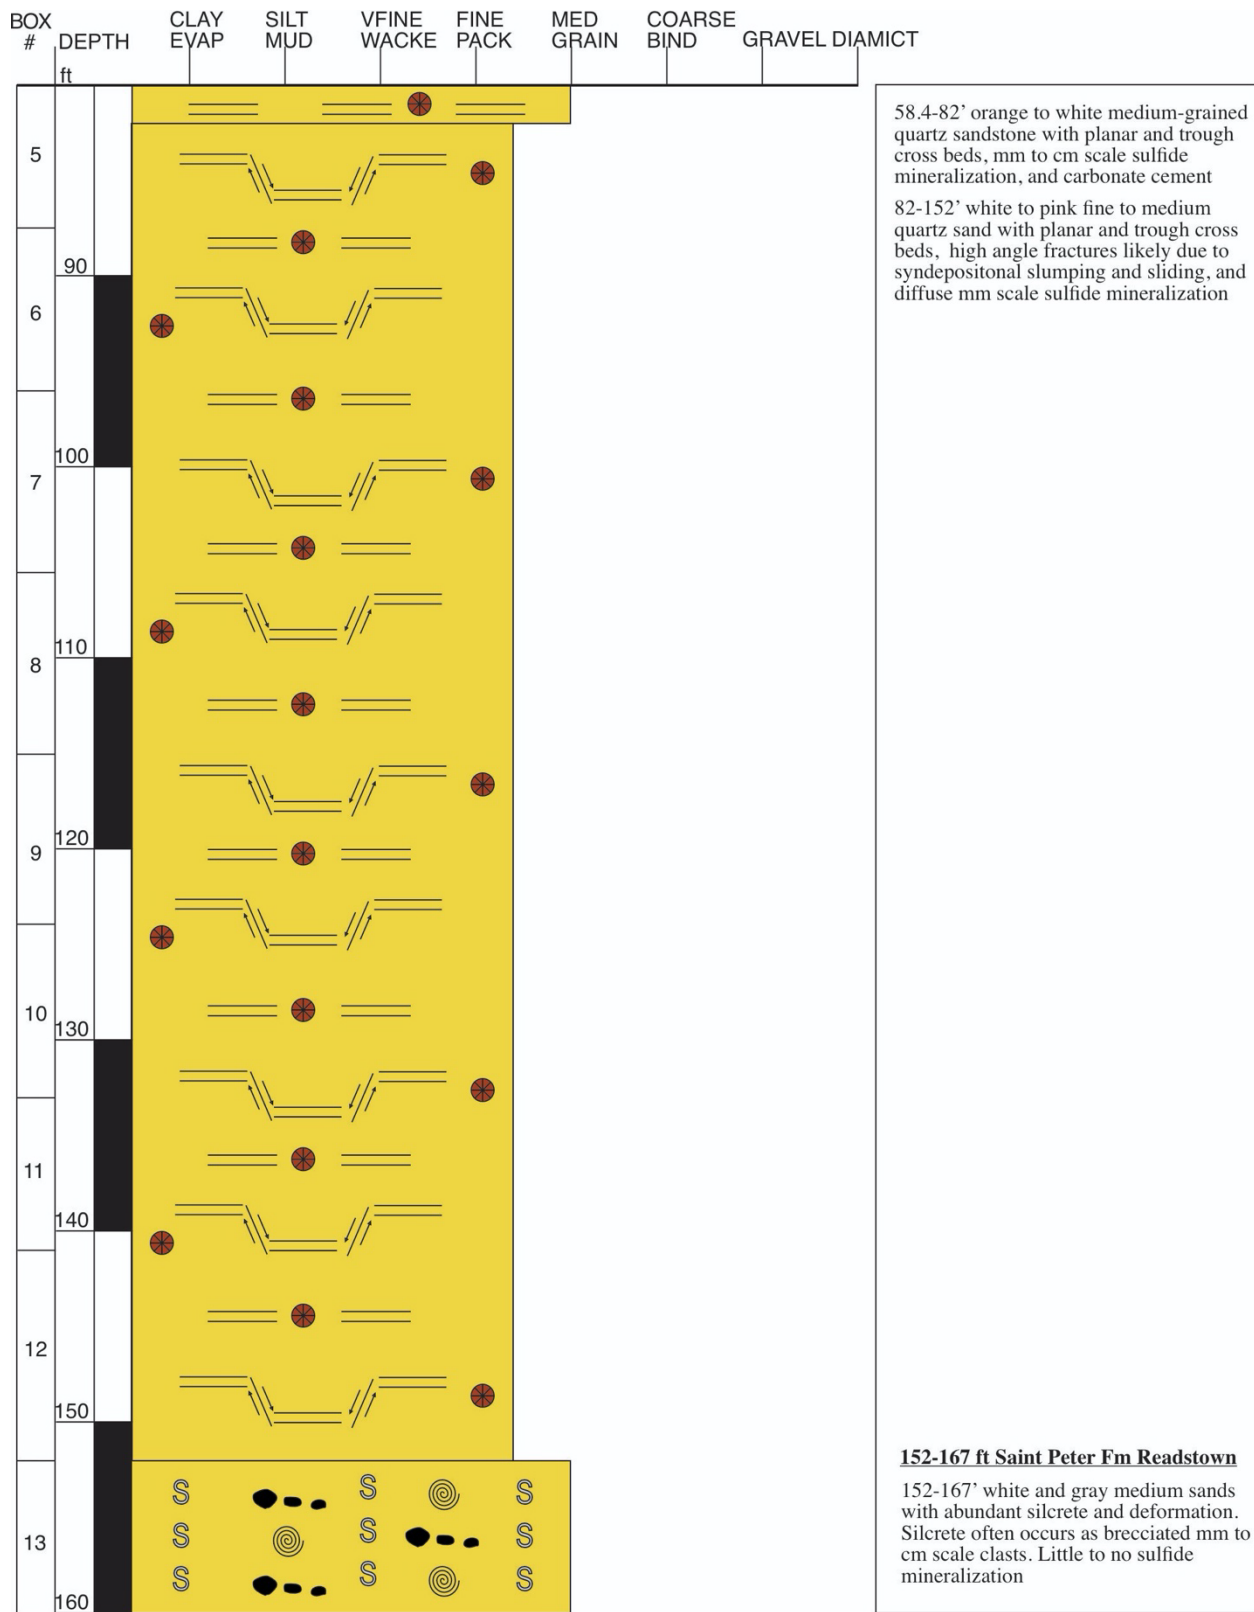 BOX
#
DEPTH
ft
CLAY
EVAP
SILT
MUD
VFINE
WACKE
FINE
PACK
MED
GRAIN
COARSE
BIND
GRAVEL
DIAMICT
5
90
6
100
7
110
8
120
9
130
10
140
11
150
12
160
13
S S S
S S S
S S S
58.4-82’ orange to white medium-grained
quartz sandstone with planar and trough
cross beds, mm to cm scale sulfide
mineralization, and carbonate cement
82-152’ white to pink fine to medium
quartz sand with planar and trough cross
beds, high angle fractures likely due to
syndepositonal slumping and sliding, and
diffuse mm scale sulfide mineralization
152-167 ft Saint Peter Fm Readstown
152-167’ white and gray medium sands
with abundant silcrete and deformation.
Silcrete often occurs as brecciated mm to
cm scale clasts. Little to no sulfide
mineralization